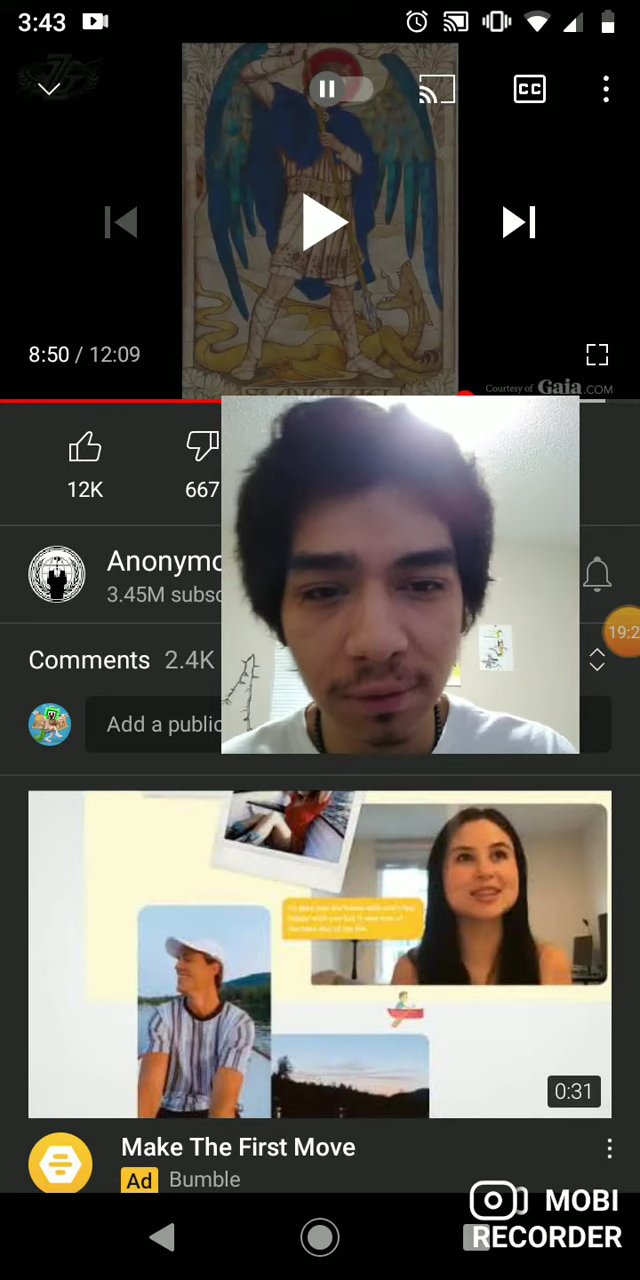 3:43
CC
8:50 / 12:09
Courtesy of Gaia.COM
12K
667
Anonymo
3.45M subsc
19:2
Comments 2.4K
Add a public
0:31
Make The First Move
Ad Bumble
MOBI
RECORDER